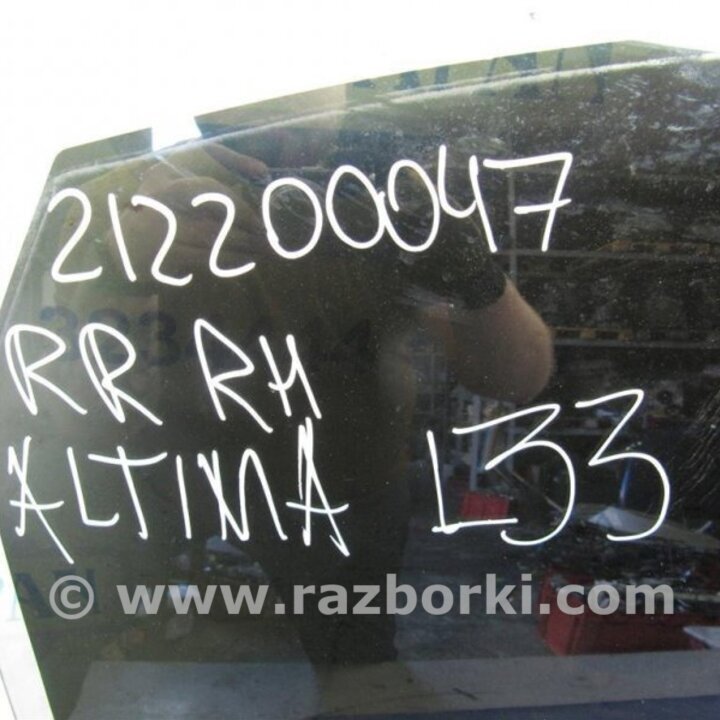 212200047
RR RH
ALTIMA L33
© www.razborki.com